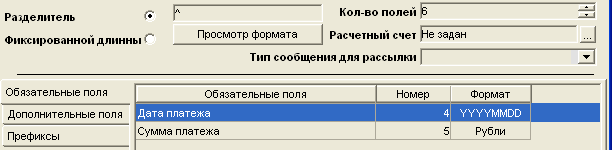 Разделитель ^ Кол-во полей 6
Фиксированной длинны Просмотр формата Расчетный счет Не задан ...
Тип сообщения для рассылки
Обязательные поля
Дополнительные поля
Префиксы
Обязательные поля Номер Формат
Дата платежа 4 YYYYMMDD
Сумма платежа 5 Рубли